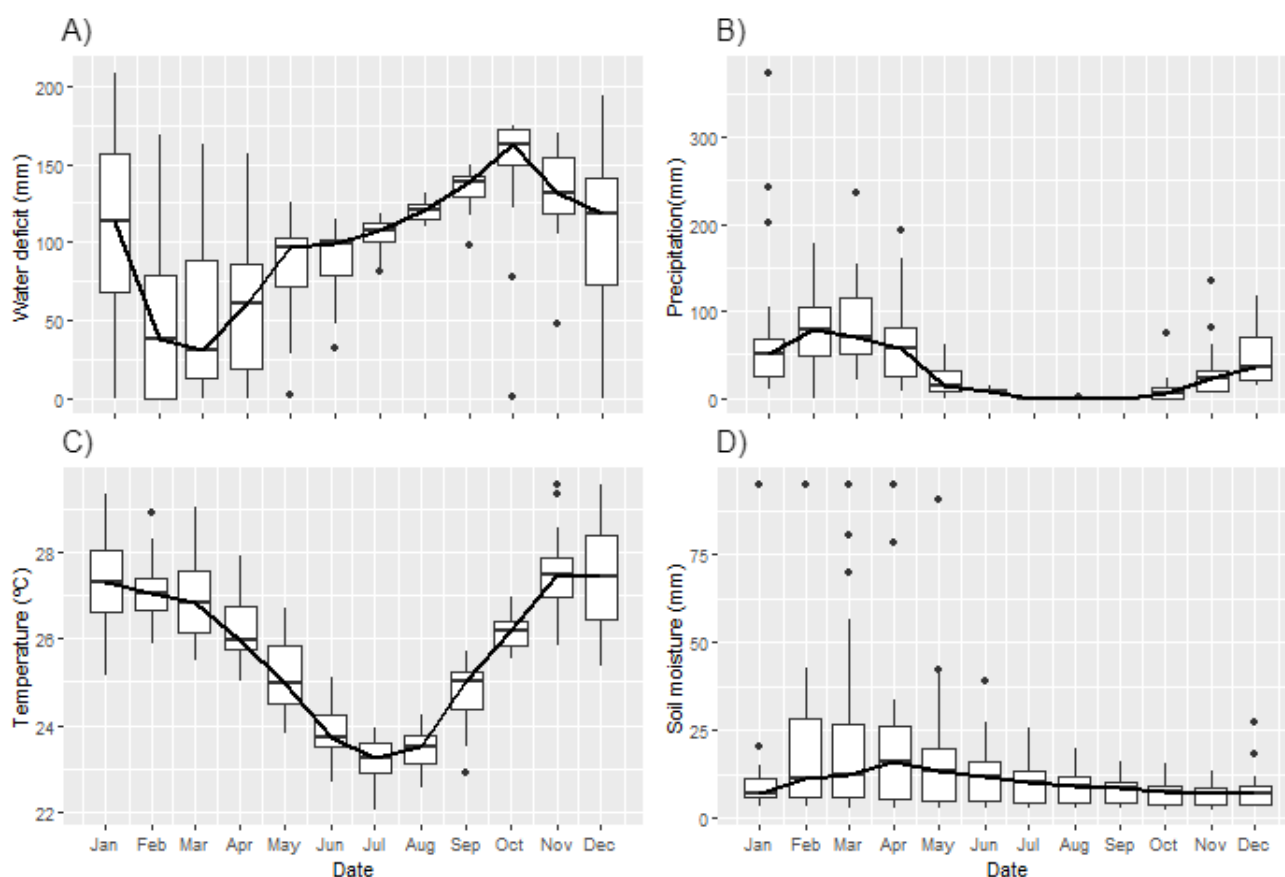 A)
Water deficit (mm)
200
150
100
50
0
B)
Precipitation(mm)
300
200
100
0
C)
Temperature (ºC)
28
26
24
22
Jan Feb Mar Apr May Jun Jul Aug Sep Oct Nov Dec
Date
D)
Soil moisture (mm)
75
50
25
0
Jan Feb Mar Apr May Jun Jul Aug Sep Oct Nov Dec
Date